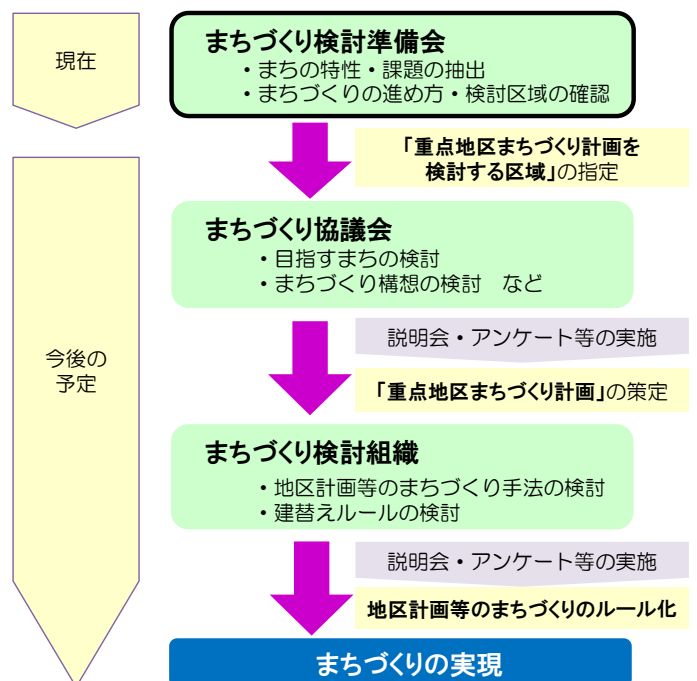 現在
まちづくり検討準備会
・まちの特性・課題の抽出
・まちづくりの進め方・検討区域の確認
「重点地区まちづくり計画を
検討する区域」の指定
まちづくり協議会
・目指すまちの検討
・まちづくり構想の検討　など
今後の
予定
説明会・アンケート等の実施
「重点地区まちづくり計画」の策定
まちづくり検討組織
・地区計画等のまちづくり手法の検討
・建替えルールの検討
説明会・アンケート等の実施
地区計画等のまちづくりのルール化
まちづくりの実現